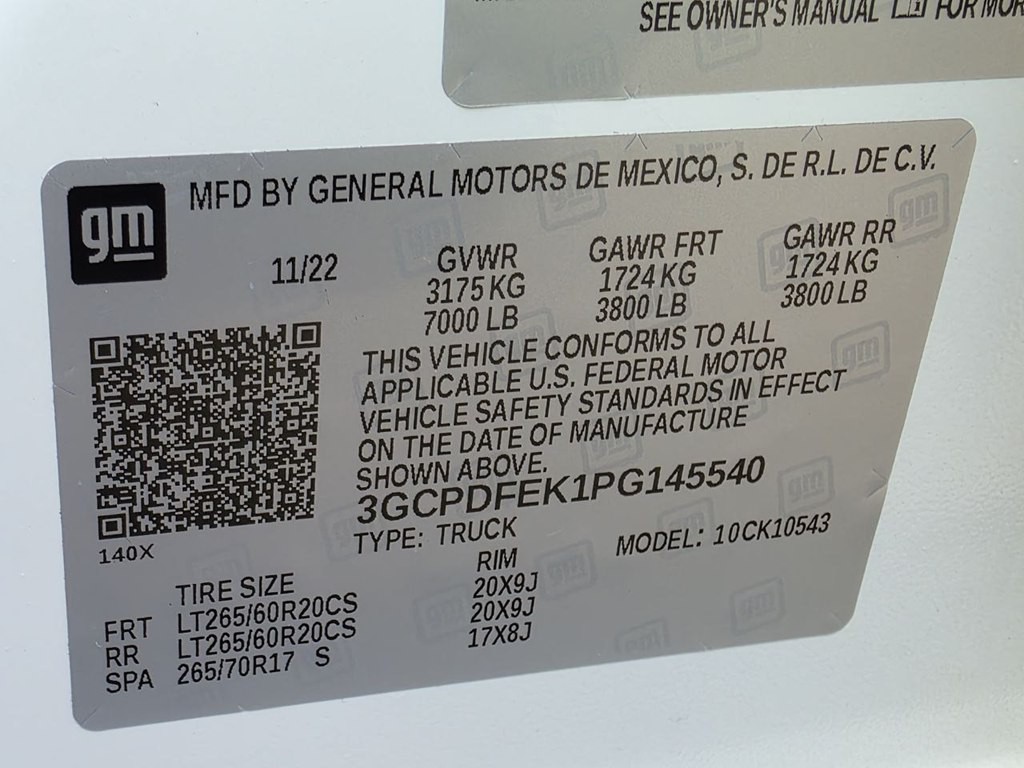 SEE OWNER'S MANUAL FOR
gm
MFD BY GENERAL MOTORS DE MEXICO, S. DE R.L. DE C.V.
11/22
GVWR
3175 KG
7000 LB
GAWR FRT
1724 KG
3800 LB
GAWR RR
1724 KG
3800 LB
THIS VEHICLE CONFORMS TO ALL
APPLICABLE U.S. FEDERAL MOTOR
VEHICLE SAFETY STANDARDS IN EFFECT
ON THE DATE OF MANUFACTURE
SHOWN ABOVE.
3GCPDFEK1PG145540
TYPE: TRUCK
MODEL: 10CK10543
140X
TIRE SIZE RIM
FRT LT265/60R20CS 20X9J
RR LT265/60R20CS 20X9J
SPA 265/70R17 S 17X8J